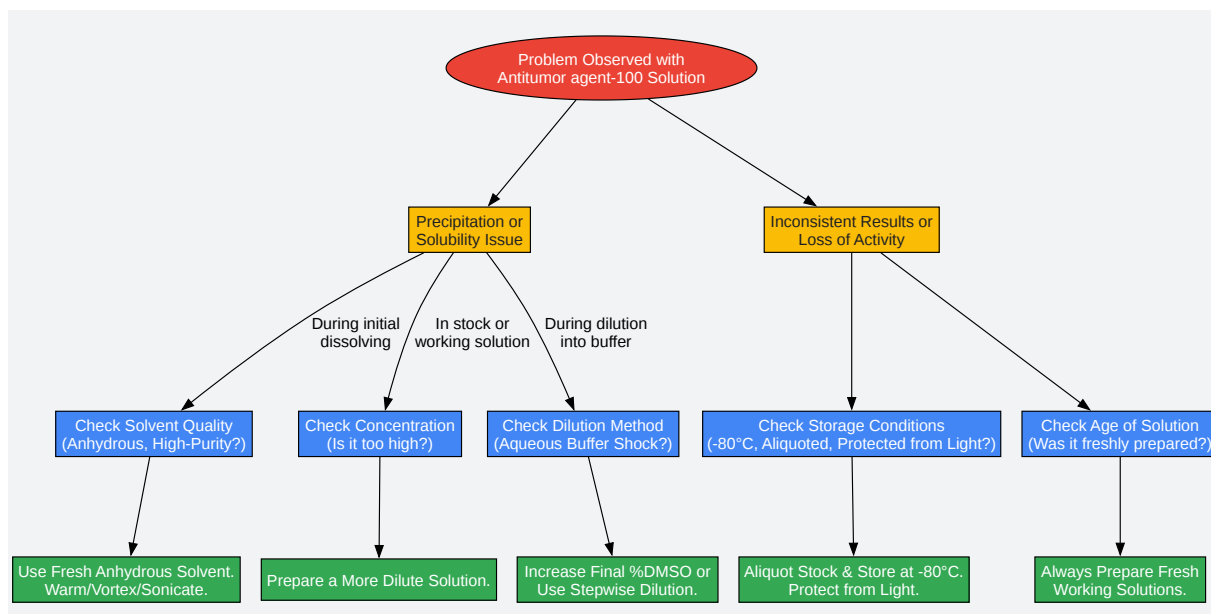 Problem Observed with
Antitumor agent-100 Solution
Precipitation or
Solubility Issue
Inconsistent Results or
Loss of Activity
During initial
dissolving
In stock or
working solution
During dilution
into buffer
Check Solvent Quality
(Anhydrous, High-Purity?)
Check Concentration
(Is it too high?)
Check Dilution Method
(Aqueous Buffer Shock?)
Check Storage Conditions
(-80°C, Aliquoted, Protected from Light?)
Check Age of Solution
(Was it freshly prepared?)
Use Fresh Anhydrous Solvent.
Warm/Vortex/Sonicate.
Prepare a More Dilute Solution.
Increase Final %DMSO or
Use Stepwise Dilution.
Aliquot Stock & Store at -80°C.
Protect from Light.
Always Prepare Fresh
Working Solutions.